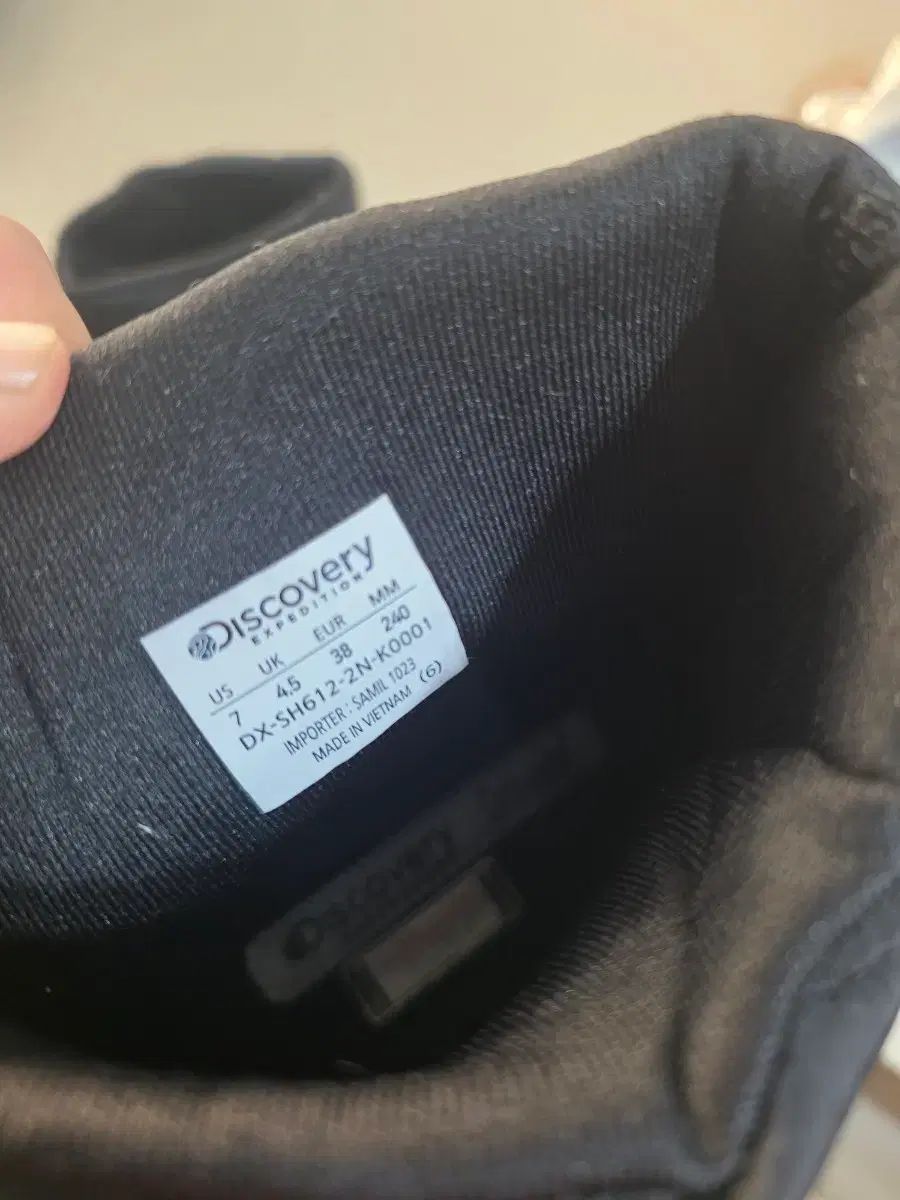 DISCOVERY
EXPEDITION
US UK EUR MM
7 4.5 38 240
DX-SH612-2N-K0001
IMPORTER : SAMIL 1023
MADE IN VIETNAM (6)
DISCOVERY